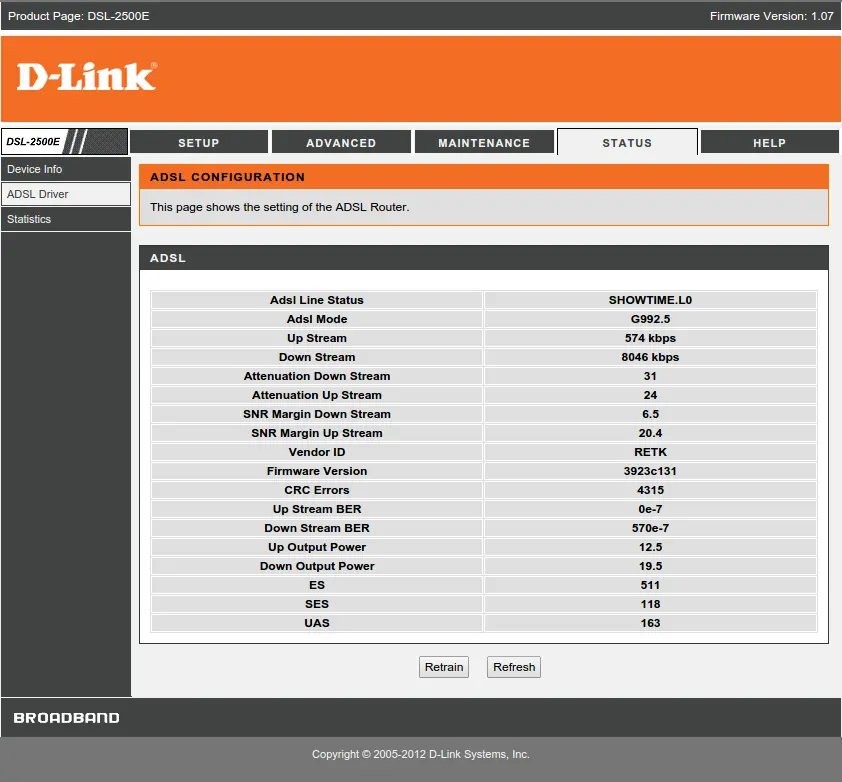 Product Page: DSL-2500E Firmware Version: 1.07
D-Link®
DSL-2500E SETUP ADVANCED MAINTENANCE STATUS HELP
Device Info
ADSL Driver
Statistics
ADSL CONFIGURATION
This page shows the setting of the ADSL Router.
ADSL
Adsl Line Status SHOWTIME.L0
Adsl Mode G992.5
Up Stream 574 kbps
Down Stream 8046 kbps
Attenuation Down Stream 31
Attenuation Up Stream 24
SNR Margin Down Stream 6.5
SNR Margin Up Stream 20.4
Vendor ID RETK
Firmware Version 3923c131
CRC Errors 4315
Up Stream BER 0e-7
Down Stream BER 570e-7
Up Output Power 12.5
Down Output Power 19.5
ES 511
SES 118
UAS 163
Retrain Refresh
BROADBAND
Copyright © 2005-2012 D-Link Systems, Inc.